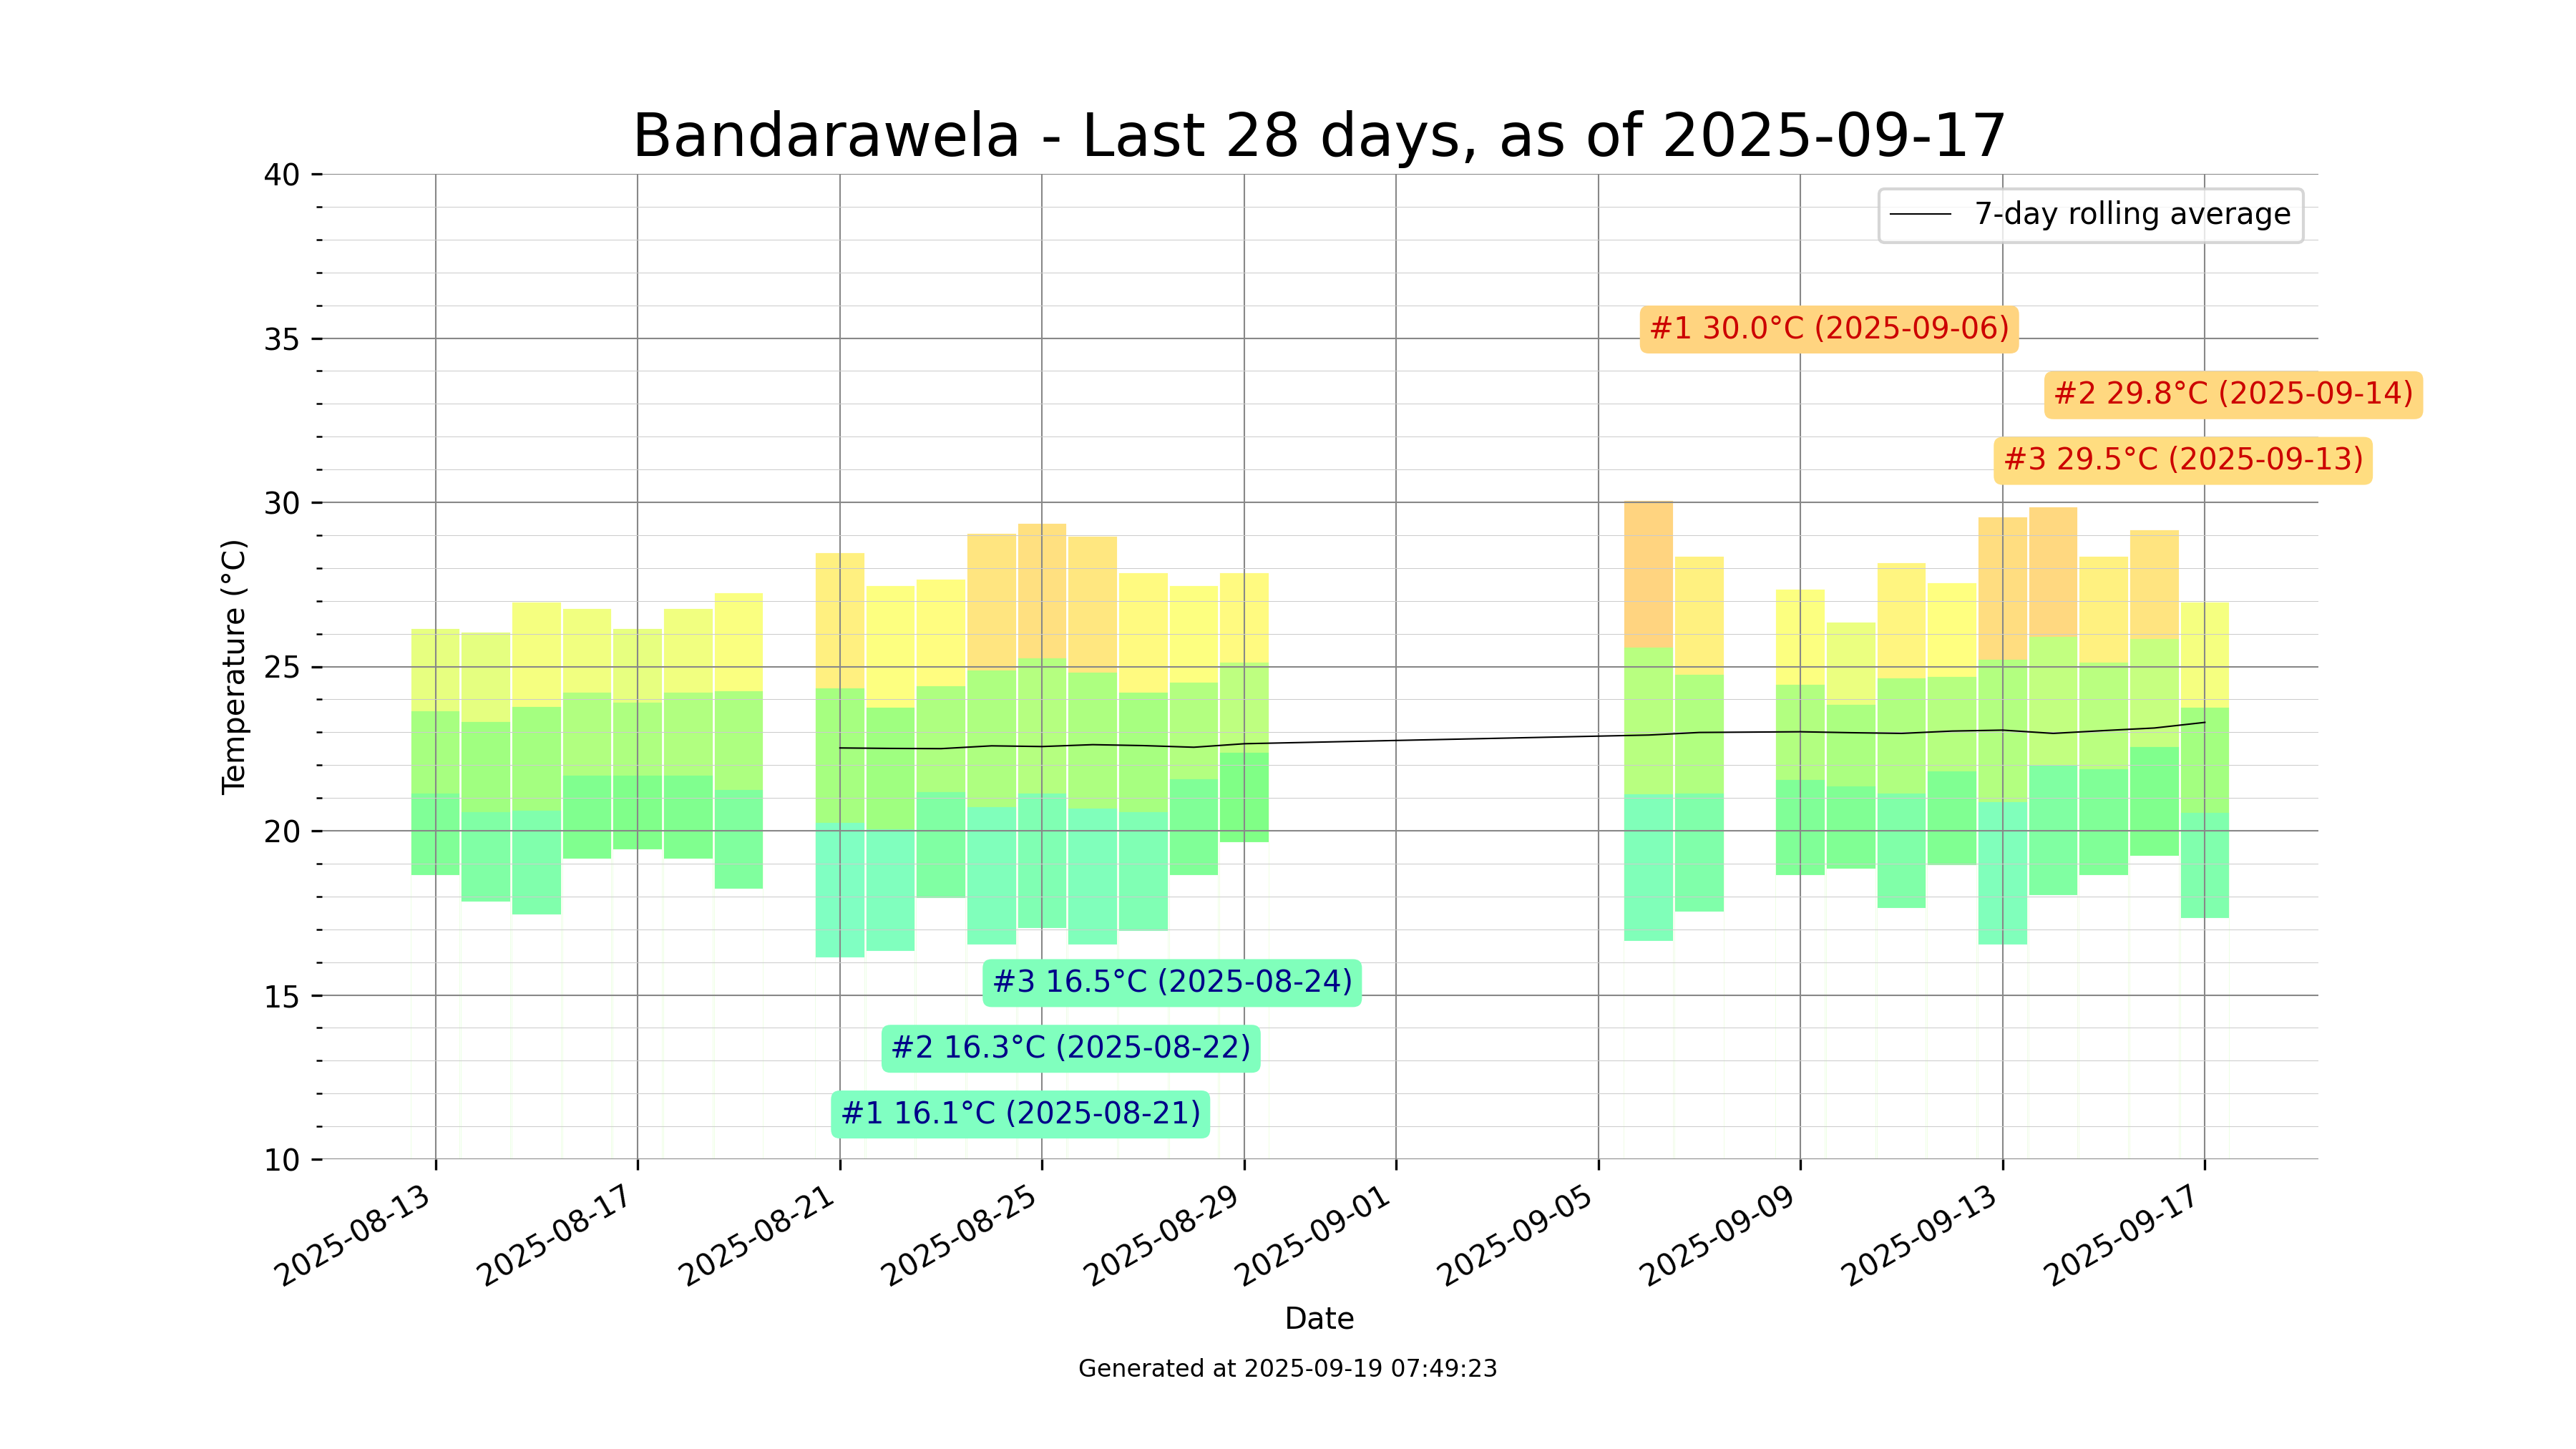 Bandarawela - Last 28 days, as of 2025-09-17
40
35
30
25
20
15
10
Temperature (°C)
7-day rolling average
#1 30.0°C (2025-09-06)
#2 29.8°C (2025-09-14)
#3 29.5°C (2025-09-13)
#3 16.5°C (2025-08-24)
#2 16.3°C (2025-08-22)
#1 16.1°C (2025-08-21)
2025-08-13
2025-08-17
2025-08-21
2025-08-25
2025-08-29
2025-09-01
2025-09-05
2025-09-09
2025-09-13
2025-09-17
Date
Generated at 2025-09-19 07:49:23